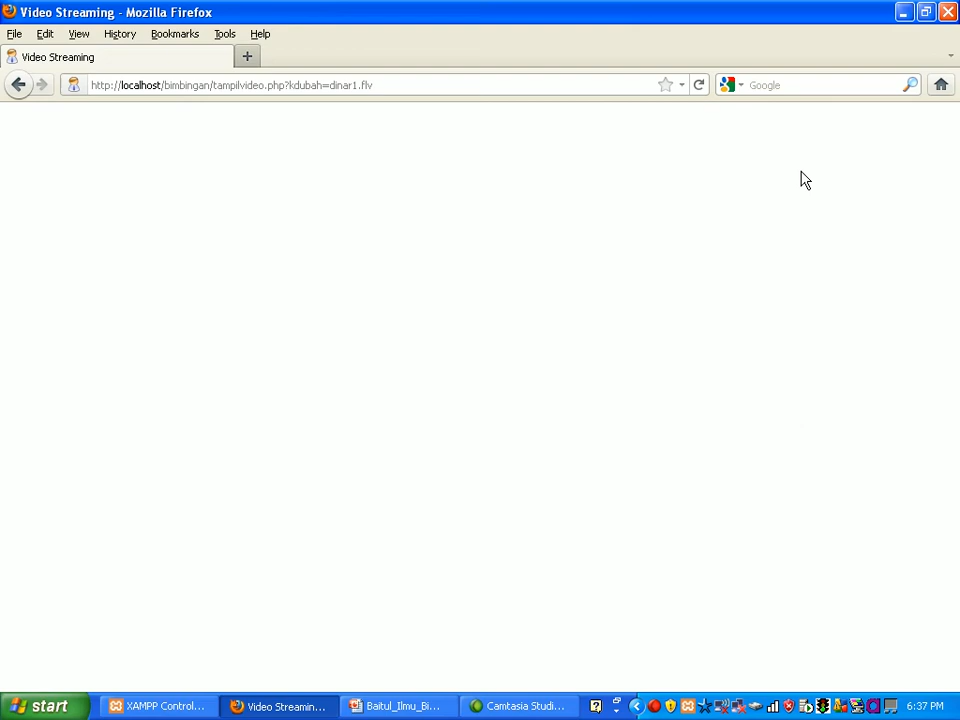 Video Streaming - Mozilla Firefox
File Edit View History Bookmarks Tools Help
Video Streaming
http://localhost/bimbingan/tampilvideo.php?kdubah=dinar1.flv Google
start XAMPP Control... Video Streamin... Baitul_Ilmu_Bi... Camtasia Studi... 6:37 PM